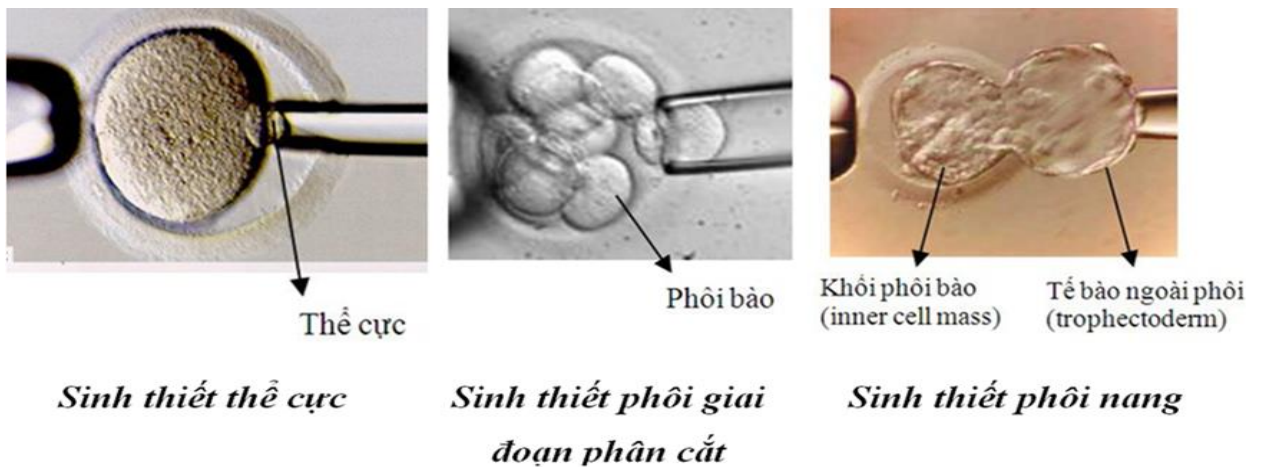 Thể cực
Phôi bào
Khối phôi bào
(inner cell mass)
Tế bào ngoài phôi
(trophectoderm)
Sinh thiết thể cực
Sinh thiết phôi giai
đoạn phân cắt
Sinh thiết phôi nang